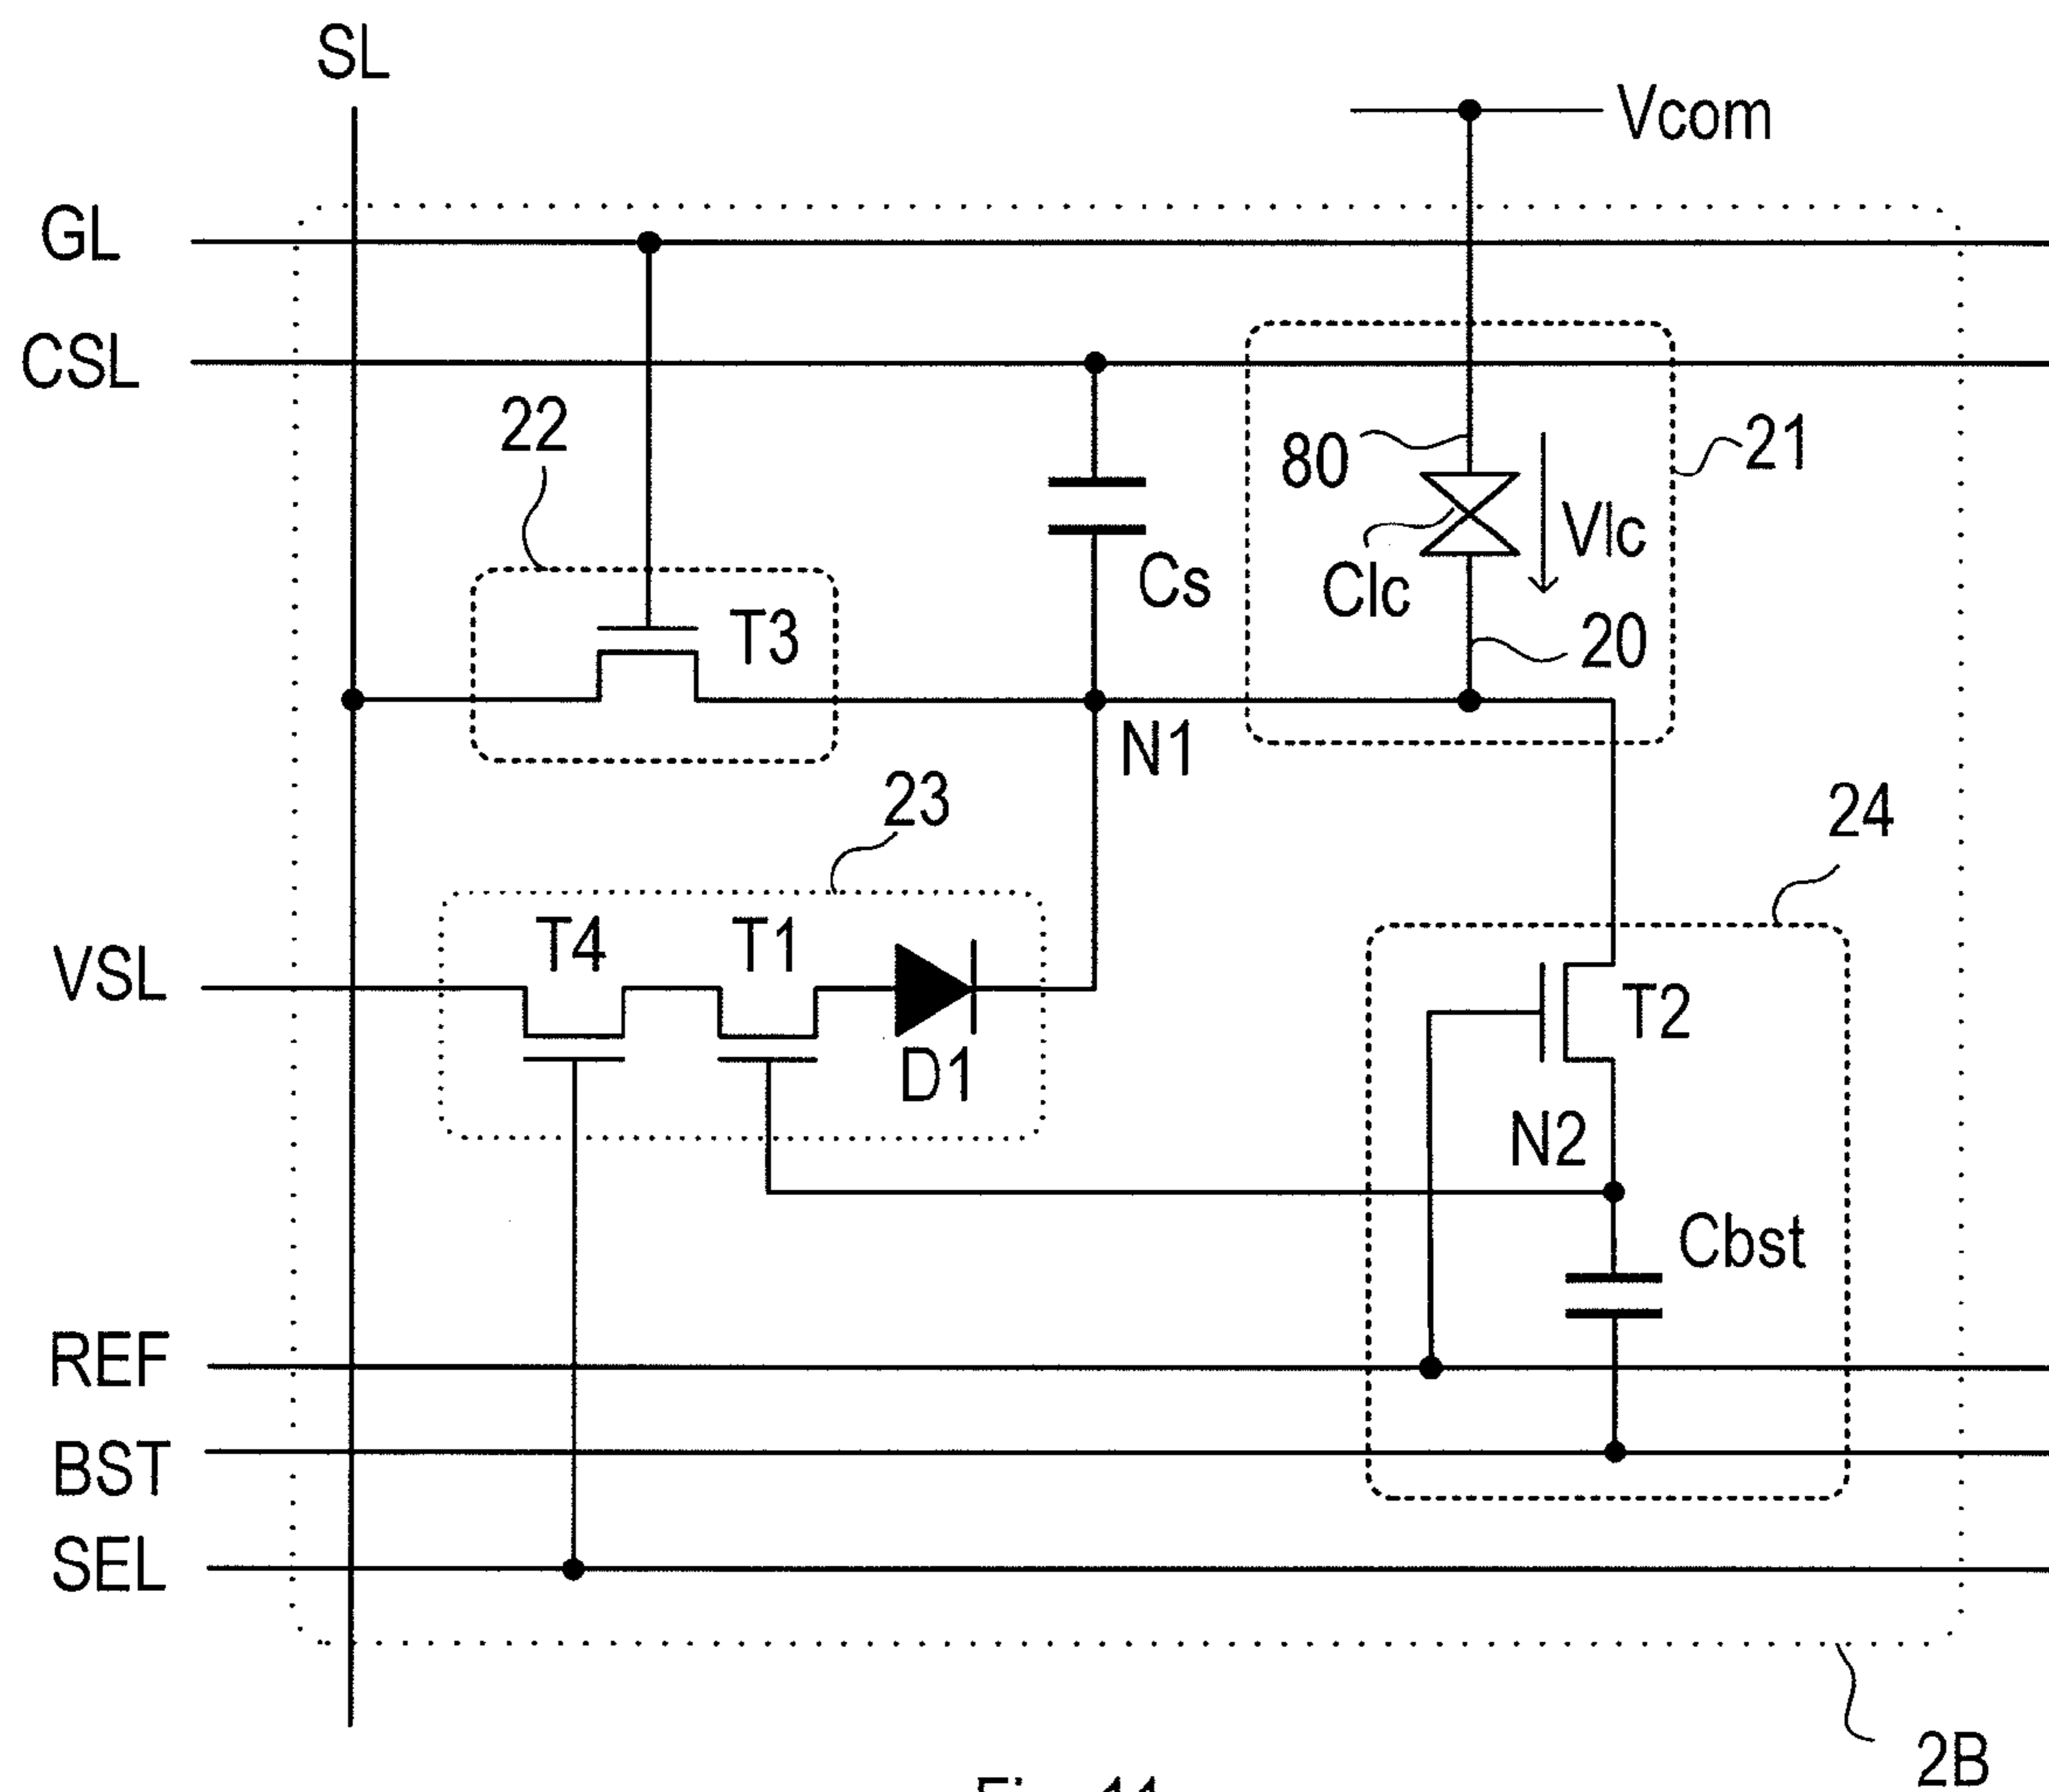 SL
Vcom
GL
CSL
22
80
21
Vlc
Clc
Cs
T3
20
N1
23
24
VSL
T4
T1
D1
T2
N2
Cbst
REF
BST
SEL
2B